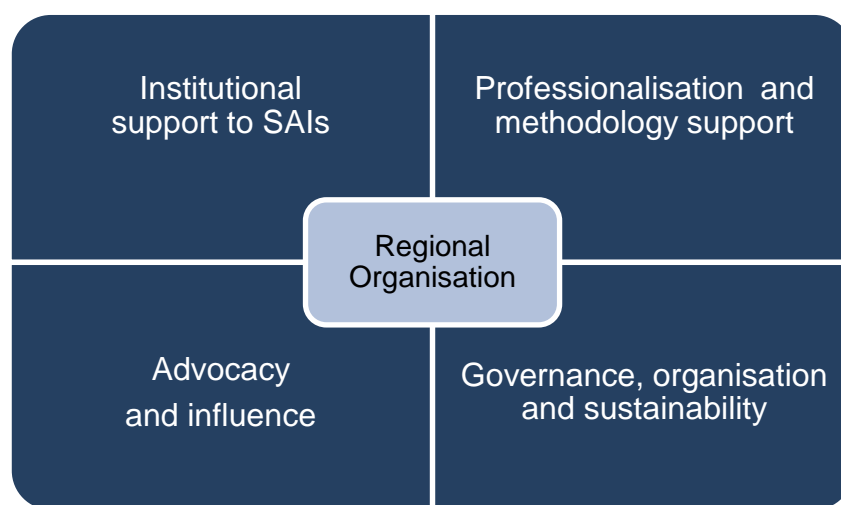 Institutional
support to SAIs
Professionalisation and
methodology support
Regional
Organisation
Advocacy
and influence
Governance, organisation
and sustainability